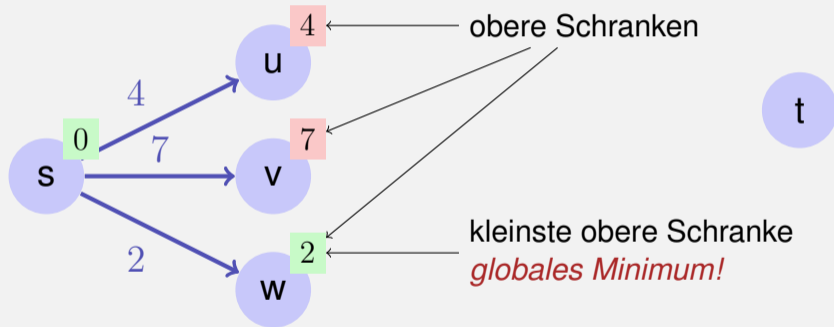 4
obere Schranken
u
4
t
0
7
7
s
v
2
kleinste obere Schranke
2
globales Minimum!
w